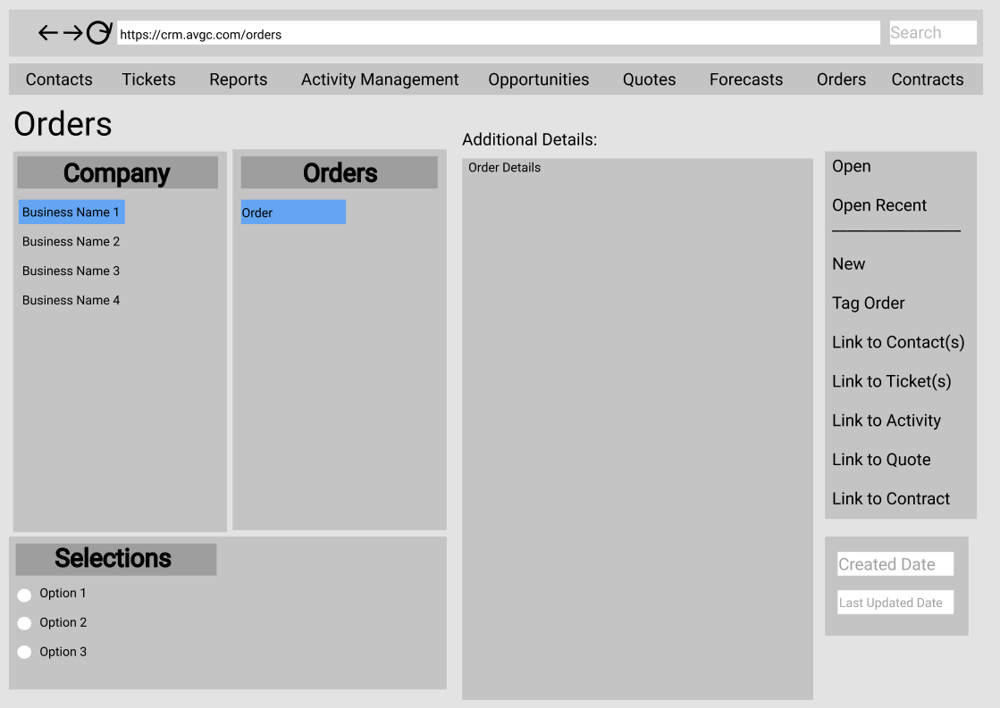 https://crm.avgc.com/orders
Search
Contacts Tickets Reports Activity Management Opportunities Quotes Forecasts Orders Contracts
Orders
Company
Business Name 1
Business Name 2
Business Name 3
Business Name 4
Orders
Order
Selections
Option 1
Option 2
Option 3
Additional Details:
Order Details
Open
Open Recent
New
Tag Order
Link to Contact(s)
Link to Ticket(s)
Link to Activity
Link to Quote
Link to Contract
Created Date
Last Updated Date